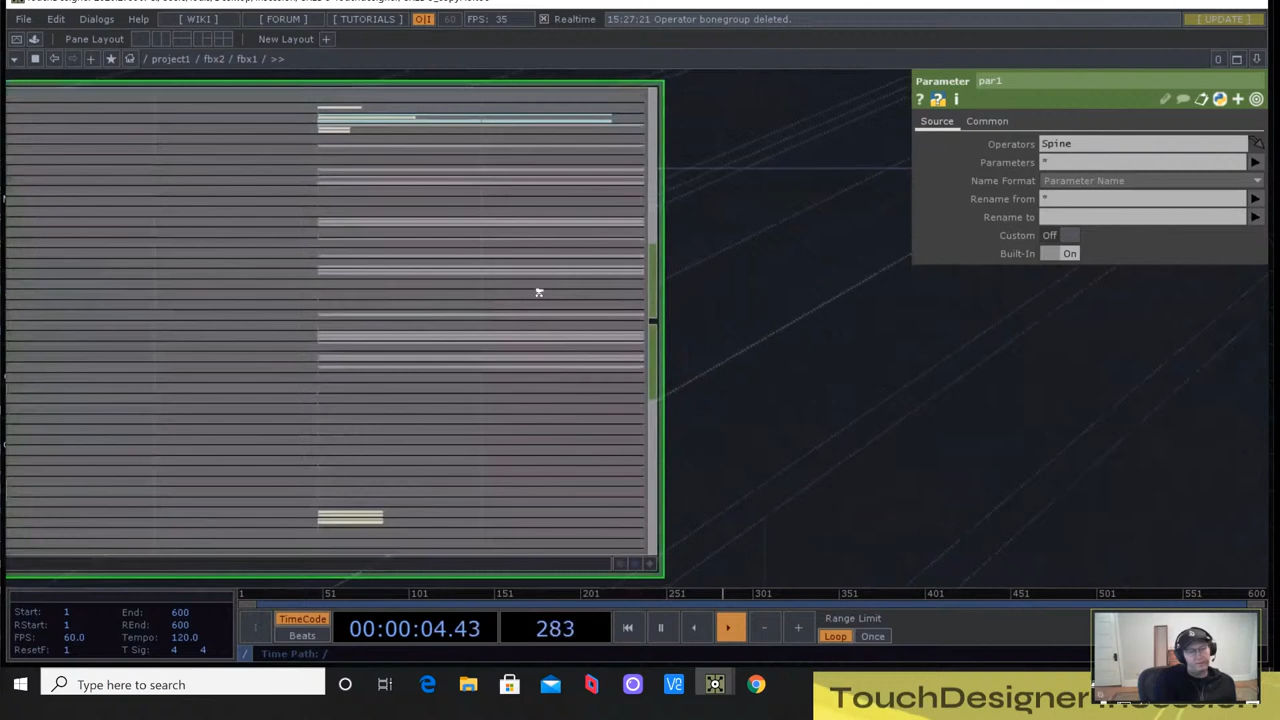 File Edit Dialogs Help [ WIKI ] [ FORUM ] [ TUTORIALS ] O|I 60 FPS: 35 Realtime 15:27:21 Operator bonegroup deleted. [ UPDATE ]
Pane Layout New Layout +
/ project1 / fbx2 / fbx1 / >> 0
Parameter par1
? ? i
Source Common
Operators Spine
Parameters *
Name Format Parameter Name
Rename from *
Rename to
Custom Off
Built-In On
1 51 101 151 201 251 301 351 401 451 501 551 600
Start: 1 End: 600
RStart: 1 REnd: 600
FPS: 60.0 Tempo: 120.0
ResetF: 1 T Sig: 4 4
TimeCode
Beats
00:00:04.43 283
Range Limit
Loop Once
/ Time Path: /
Type here to search
TouchDesigner